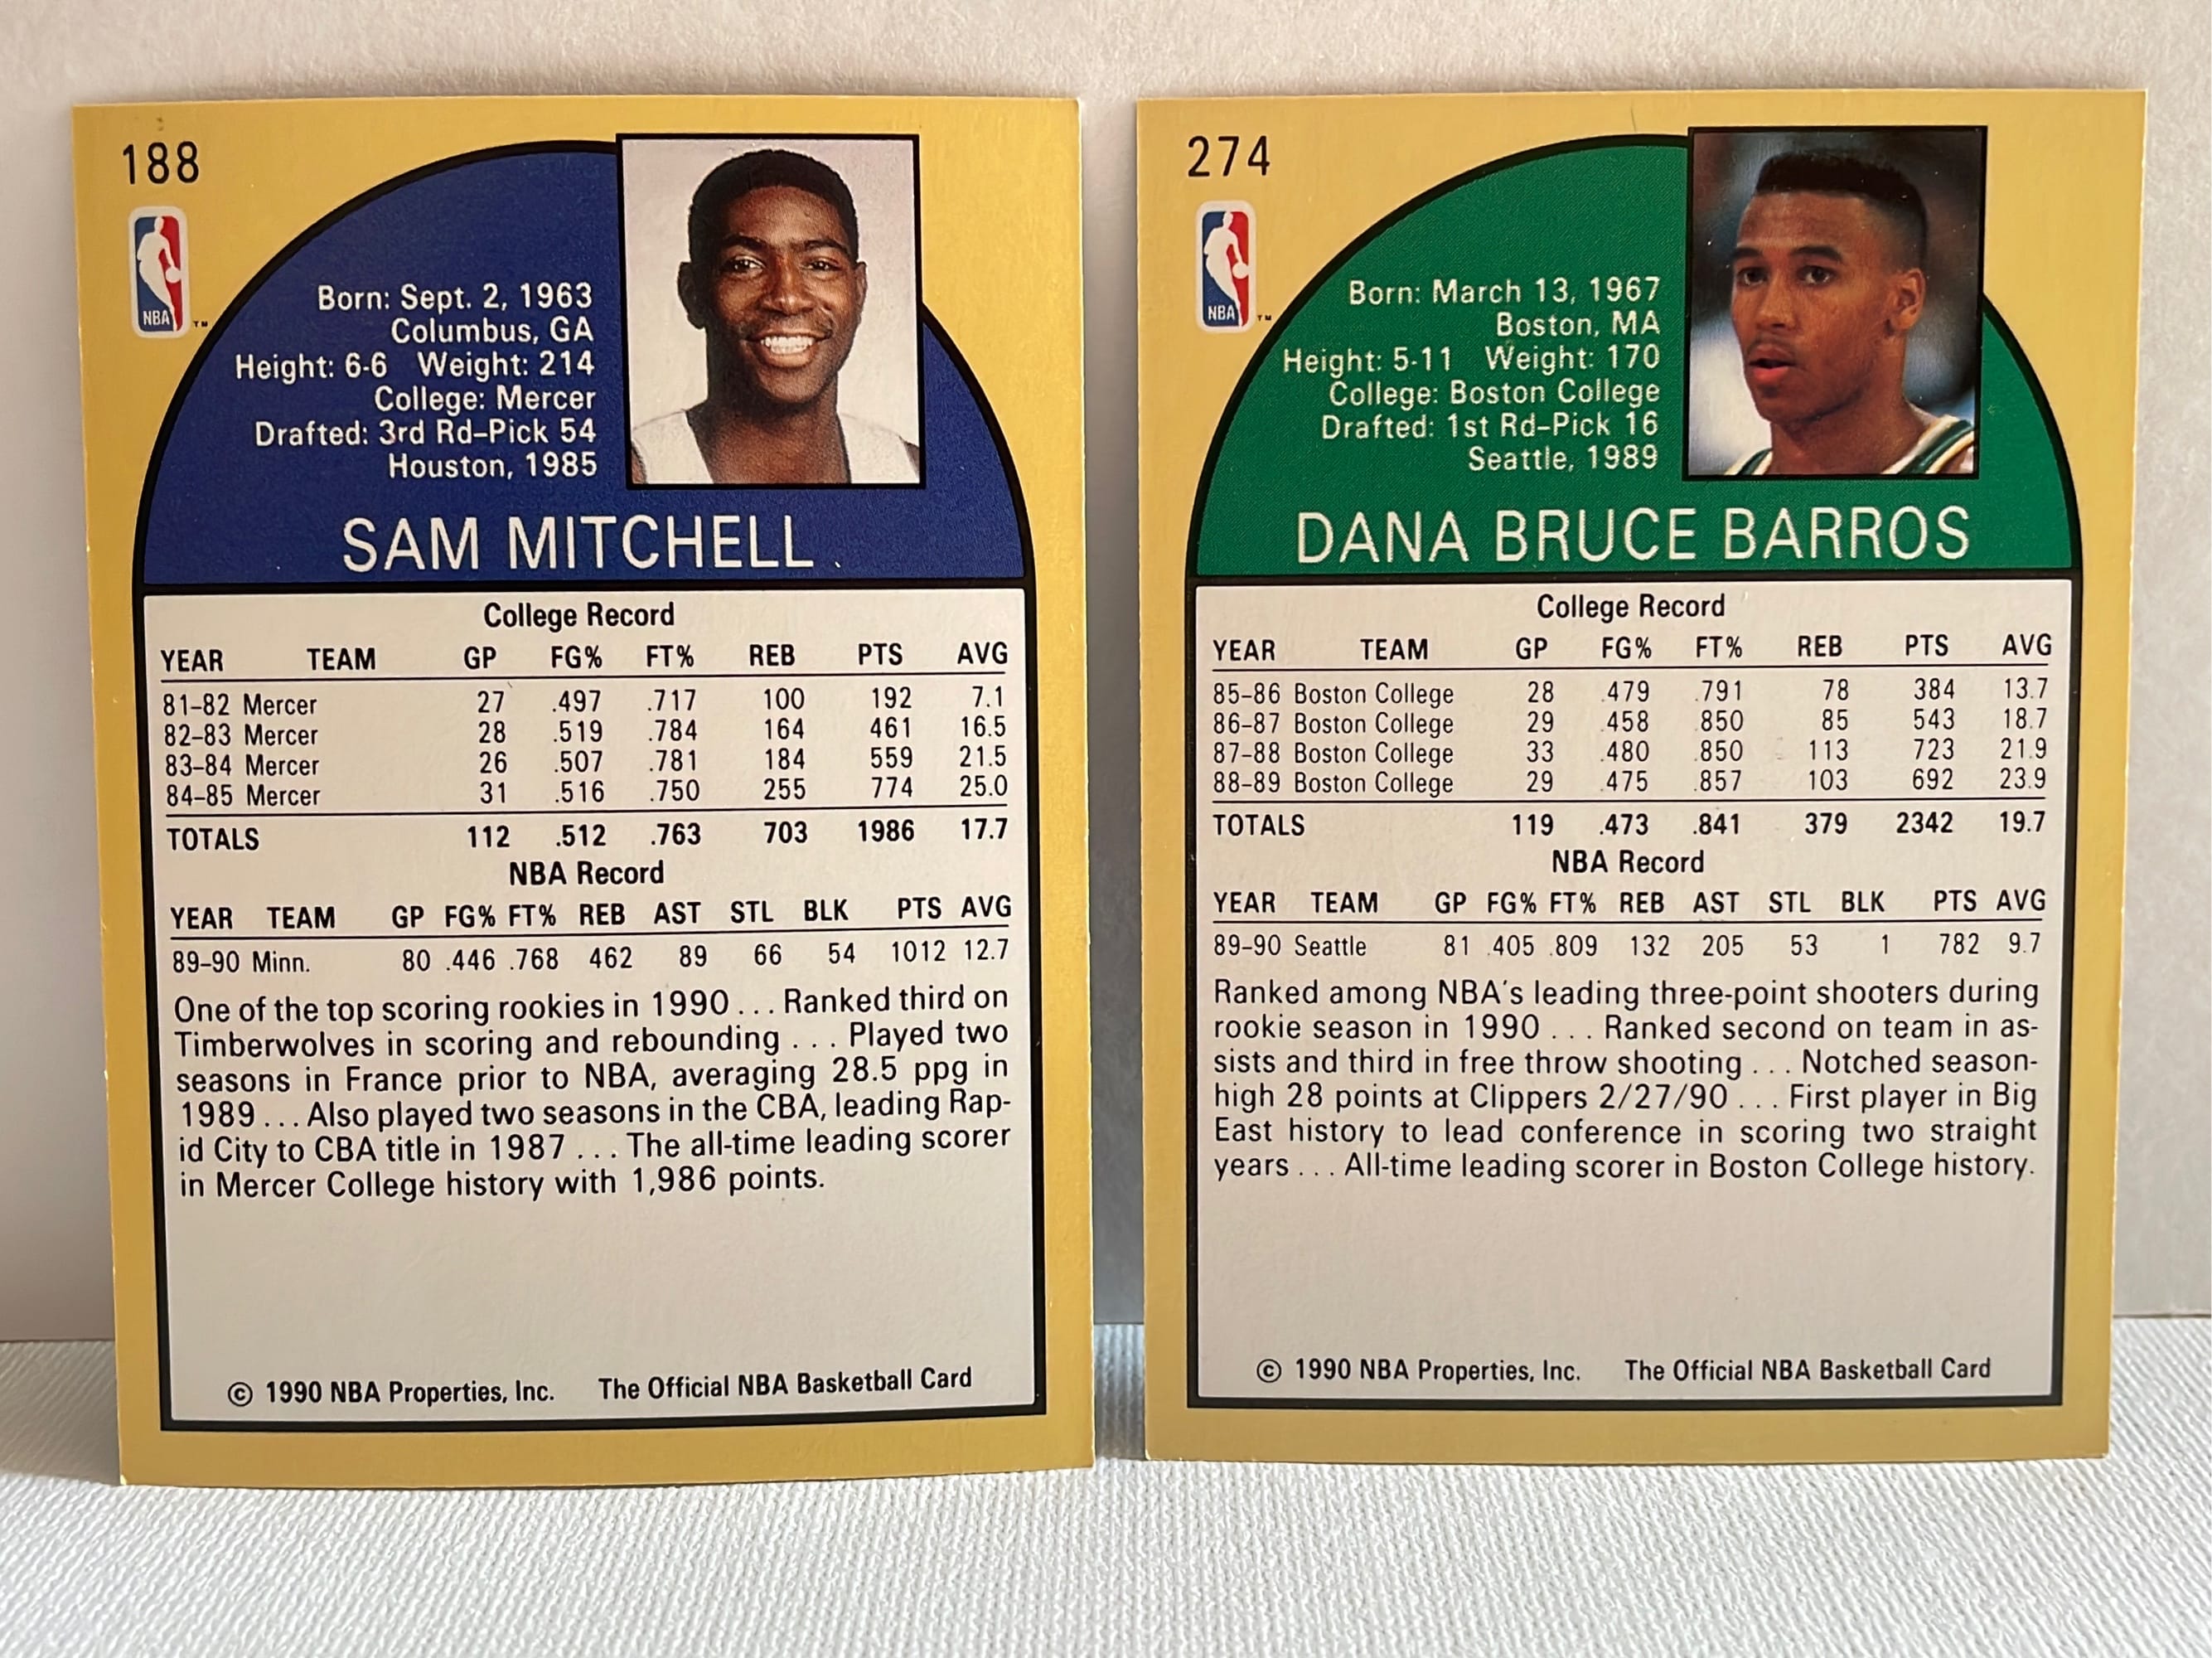 188
NBA
TM
Born: Sept. 2, 1963
Columbus, GA
Height: 6-6 Weight: 214
College: Mercer
Drafted: 3rd Rd–Pick 54
Houston, 1985
SAM MITCHELL
College Record
YEAR TEAM GP FG% FT% REB PTS AVG
81–82 Mercer 27 .497 .717 100 192 7.1
82–83 Mercer 28 .519 .784 164 461 16.5
83–84 Mercer 26 .507 .781 184 559 21.5
84–85 Mercer 31 .516 .750 255 774 25.0
TOTALS 112 .512 .763 703 1986 17.7
NBA Record
YEAR TEAM GP FG% FT% REB AST STL BLK PTS AVG
89–90 Minn. 80 .446 .768 462 89 66 54 1012 12.7
One of the top scoring rookies in 1990 . . . Ranked third on
Timberwolves in scoring and rebounding . . . Played two
seasons in France prior to NBA, averaging 28.5 ppg in
1989 . . . Also played two seasons in the CBA, leading Rap-
id City to CBA title in 1987 . . . The all-time leading scorer
in Mercer College history with 1,986 points.
© 1990 NBA Properties, Inc. The Official NBA Basketball Card
274
NBA
TM
Born: March 13, 1967
Boston, MA
Height: 5-11 Weight: 170
College: Boston College
Drafted: 1st Rd–Pick 16
Seattle, 1989
DANA BRUCE BARROS
College Record
YEAR TEAM GP FG% FT% REB PTS AVG
85–86 Boston College 28 .479 .791 78 384 13.7
86–87 Boston College 29 .458 .850 85 543 18.7
87–88 Boston College 33 .480 .850 113 723 21.9
88–89 Boston College 29 .475 .857 103 692 23.9
TOTALS 119 .473 .841 379 2342 19.7
NBA Record
YEAR TEAM GP FG% FT% REB AST STL BLK PTS AVG
89–90 Seattle 81 .405 .809 132 205 53 1 782 9.7
Ranked among NBA's leading three-point shooters during
rookie season in 1990 . . . Ranked second on team in as-
sists and third in free throw shooting . . . Notched season-
high 28 points at Clippers 2/27/90 . . . First player in Big
East history to lead conference in scoring two straight
years . . . All-time leading scorer in Boston College history.
© 1990 NBA Properties, Inc. The Official NBA Basketball Card